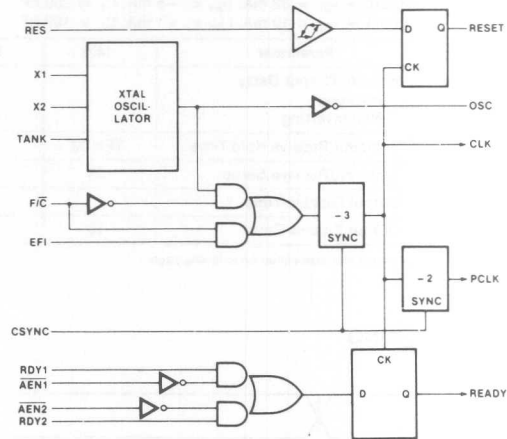 RES
D Q RESET
CK
X1
X2
TANK
XTAL
OSCIL-
LATOR
OSC
CLK
F/C
EFI
-3
SYNC
-2
SYNC
PCLK
CSYNC
CK
RDY1
AEN1
AEN2
RDY2
D Q READY